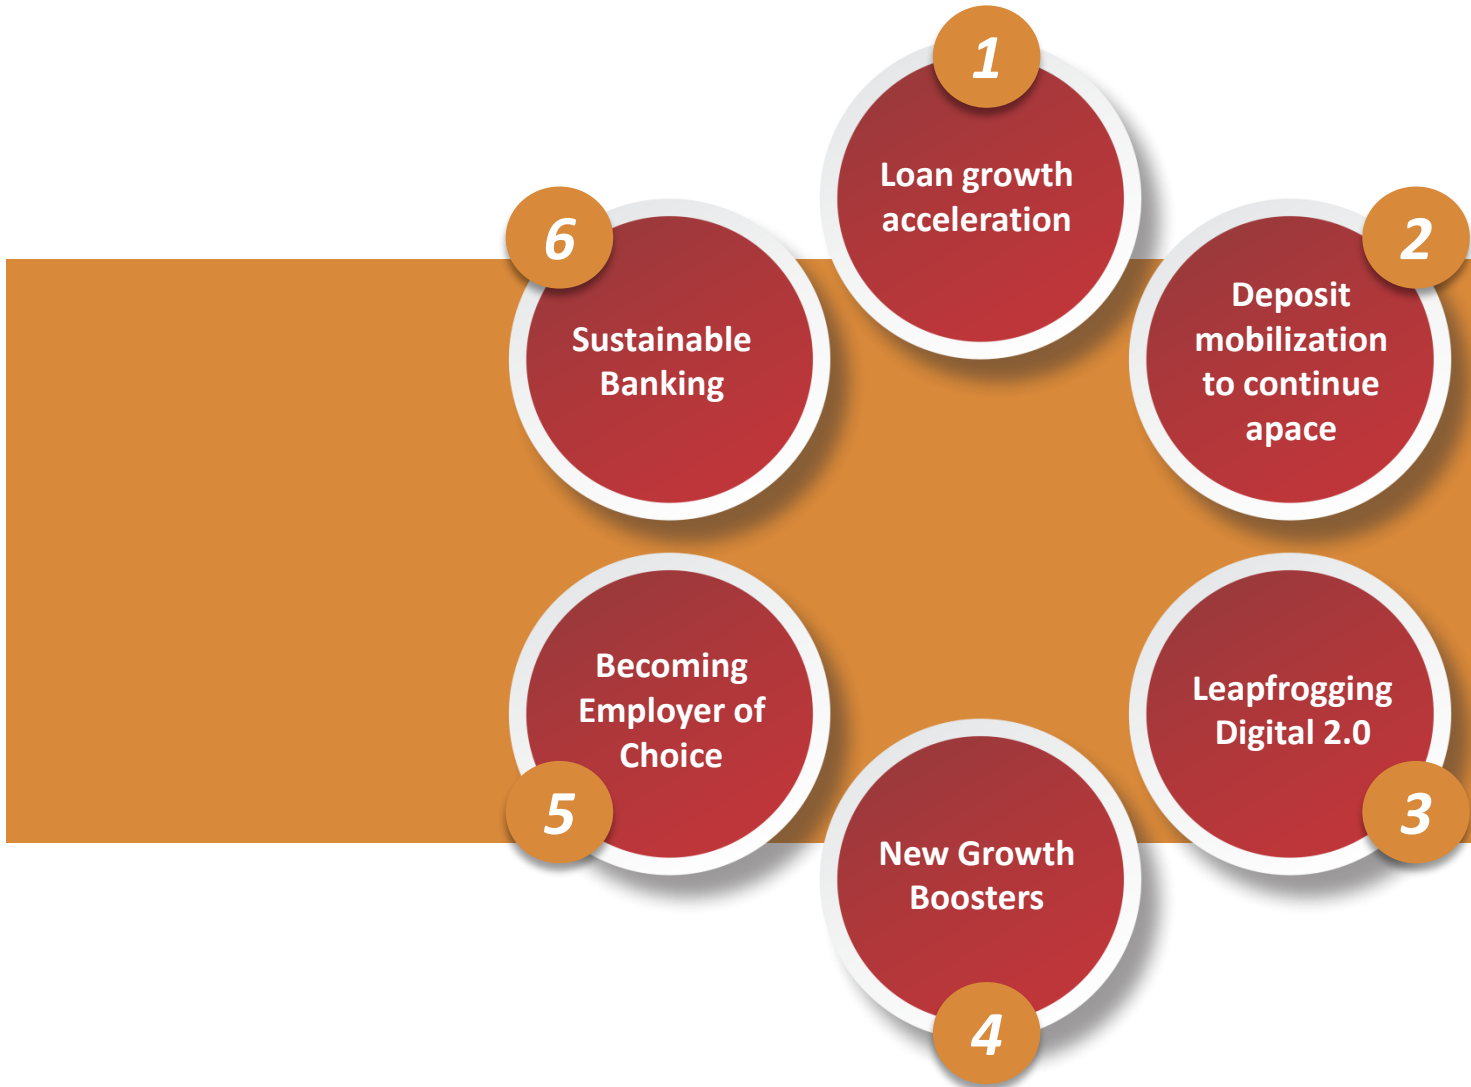 1
Loan growth
acceleration
2
Deposit
mobilization
to continue
apace
3
Leapfrogging
Digital 2.0
4
New Growth
Boosters
5
Becoming
Employer of
Choice
6
Sustainable
Banking